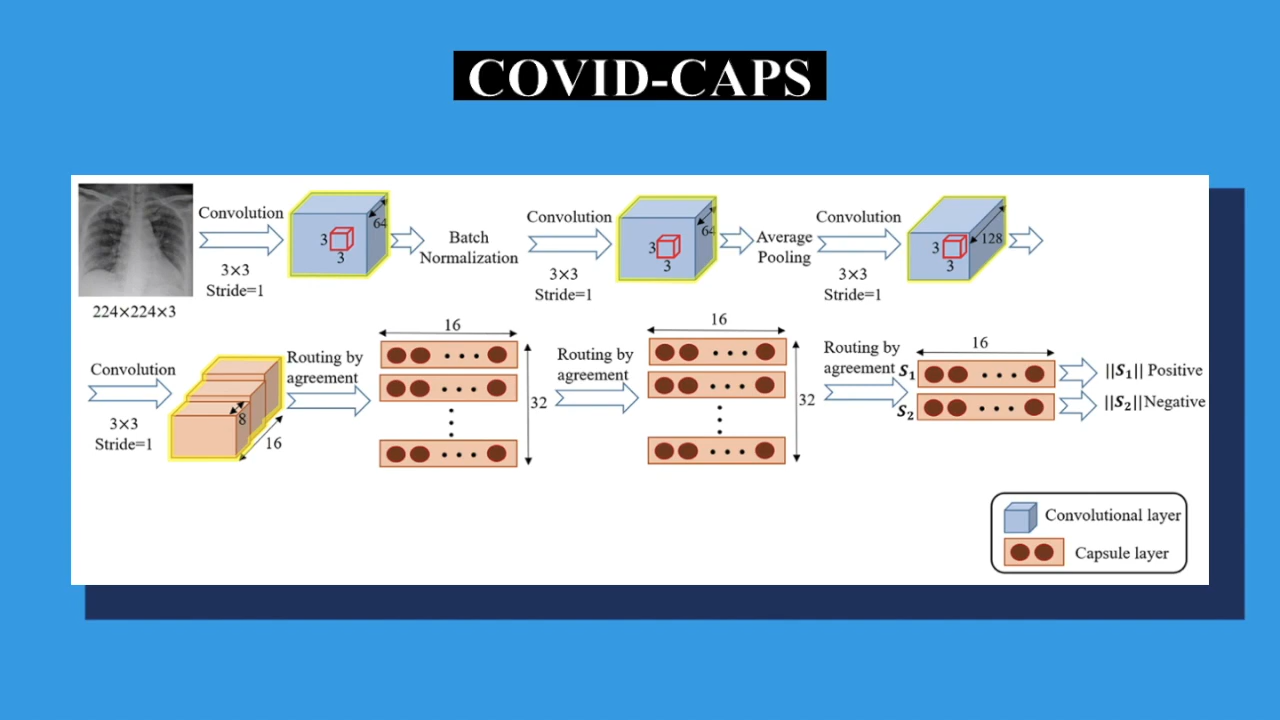 COVID-CAPS
Convolution
3×3
Stride=1
224×224×3
3
3
64
Batch
Normalization
Convolution
3×3
Stride=1
3
3
64
Average
Pooling
Convolution
3×3
Stride=1
3
3
128
Convolution
3×3
Stride=1
8
16
Routing by
agreement
16
32
Routing by
agreement
16
32
Routing by
agreement
16
S₁
S₂
||S₁|| Positive
||S₂||Negative
Convolutional layer
Capsule layer